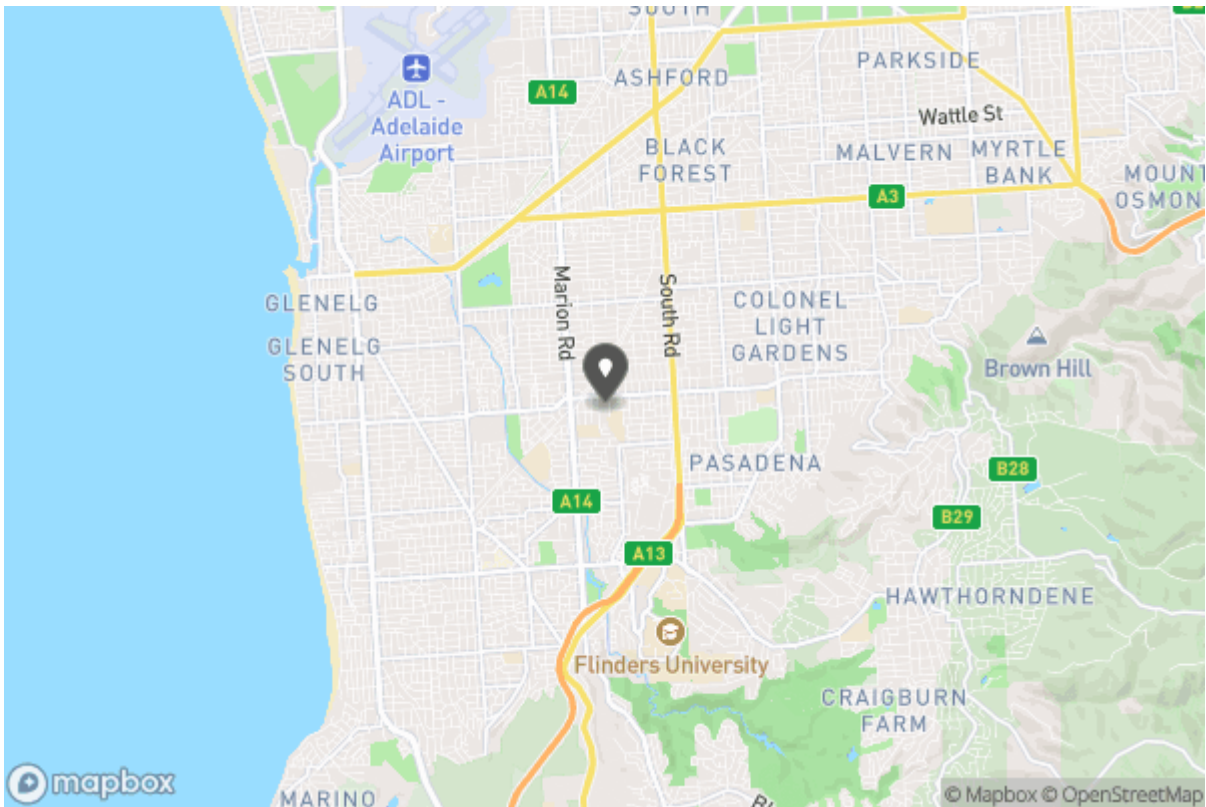 SOUTH
PARKSIDE
ASHFORD
A14
ADL -
Adelaide
Airport
Wattle St
BLACK
FOREST
MALVERN
MYRTLE
BANK
MOUNT
OSMON
A3
Marion Rd
South Rd
GLENELG
COLONEL
LIGHT
GARDENS
GLENELG
SOUTH
Brown Hill
PASADENA
B28
A14
B29
A13
HAWTHORNDENE
Flinders University
CRAIGBURN
FARM
MARINO
mapbox
© Mapbox © OpenStreetMap